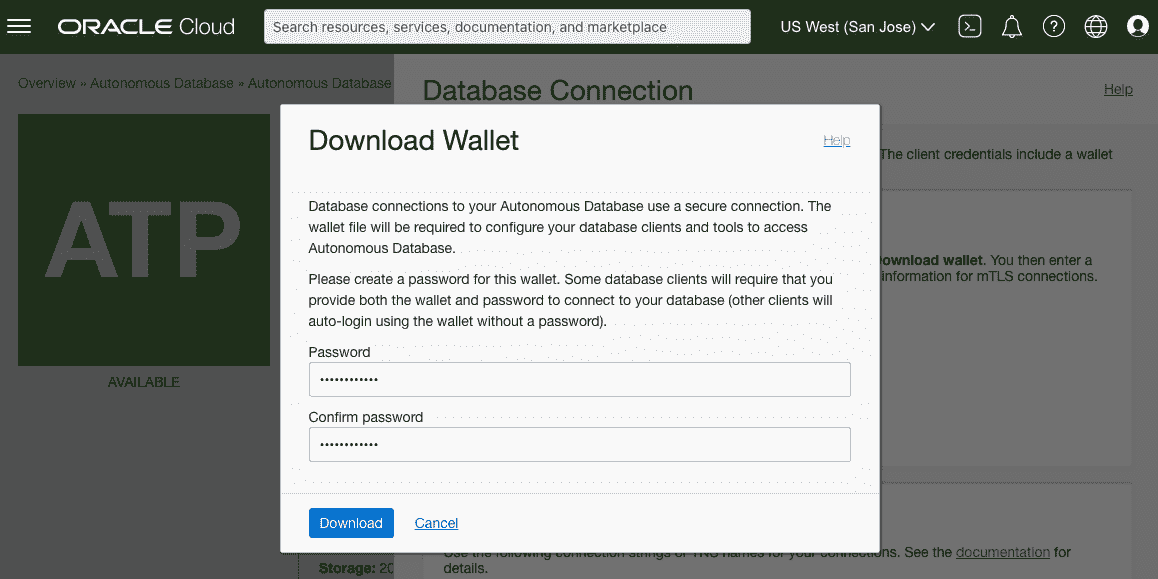 ORACLE Cloud
Search resources, services, documentation, and marketplace
US West (San Jose)
Overview » Autonomous Database » Autonomous Database
Database Connection
Help
ATP
AVAILABLE
The client credentials include a wallet
ownload wallet. You then enter a
information for mTLS connections.
Download Wallet
Help
Database connections to your Autonomous Database use a secure connection. The
wallet file will be required to configure your database clients and tools to access
Autonomous Database.
Please create a password for this wallet. Some database clients will require that you
provide both the wallet and password to connect to your database (other clients will
auto-login using the wallet without a password).
Password
••••••••••••
Confirm password
••••••••••••
Download Cancel
Use the following connection strings or TNS names for your connections. See the documentation for
details.
Storage: 20